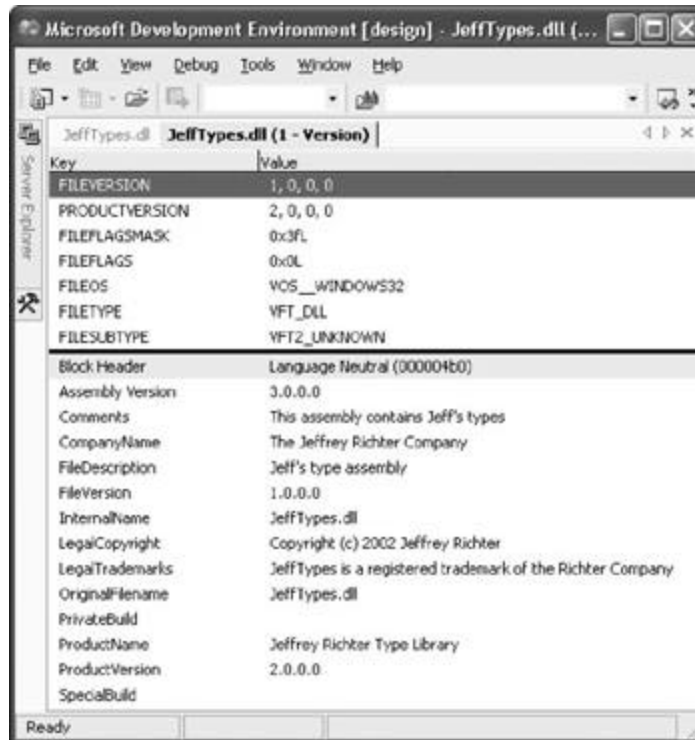 Microsoft Development Environment [design] - JeffTypes.dll (...
File Edit View Debug Tools Window Help
JeffTypes.dll JeffTypes.dll (1 - Version)
Server Explorer
Key Value
FILEVERSION 1, 0, 0, 0
PRODUCTVERSION 2, 0, 0, 0
FILEFLAGSMASK 0x3fL
FILEFLAGS 0x0L
FILEOS VOS__WINDOWS32
FILETYPE VFT_DLL
FILESUBTYPE VFT2_UNKNOWN
Block Header Language Neutral (000004b0)
Assembly Version 3.0.0.0
Comments This assembly contains Jeff's types
CompanyName The Jeffrey Richter Company
FileDescription Jeff's type assembly
FileVersion 1.0.0.0
InternalName JeffTypes.dll
LegalCopyright Copyright (c) 2002 Jeffrey Richter
LegalTrademarks JeffTypes is a registered trademark of the Richter Company
OriginalFilename JeffTypes.dll
PrivateBuild
ProductName Jeffrey Richter Type Library
ProductVersion 2.0.0.0
SpecialBuild
Ready